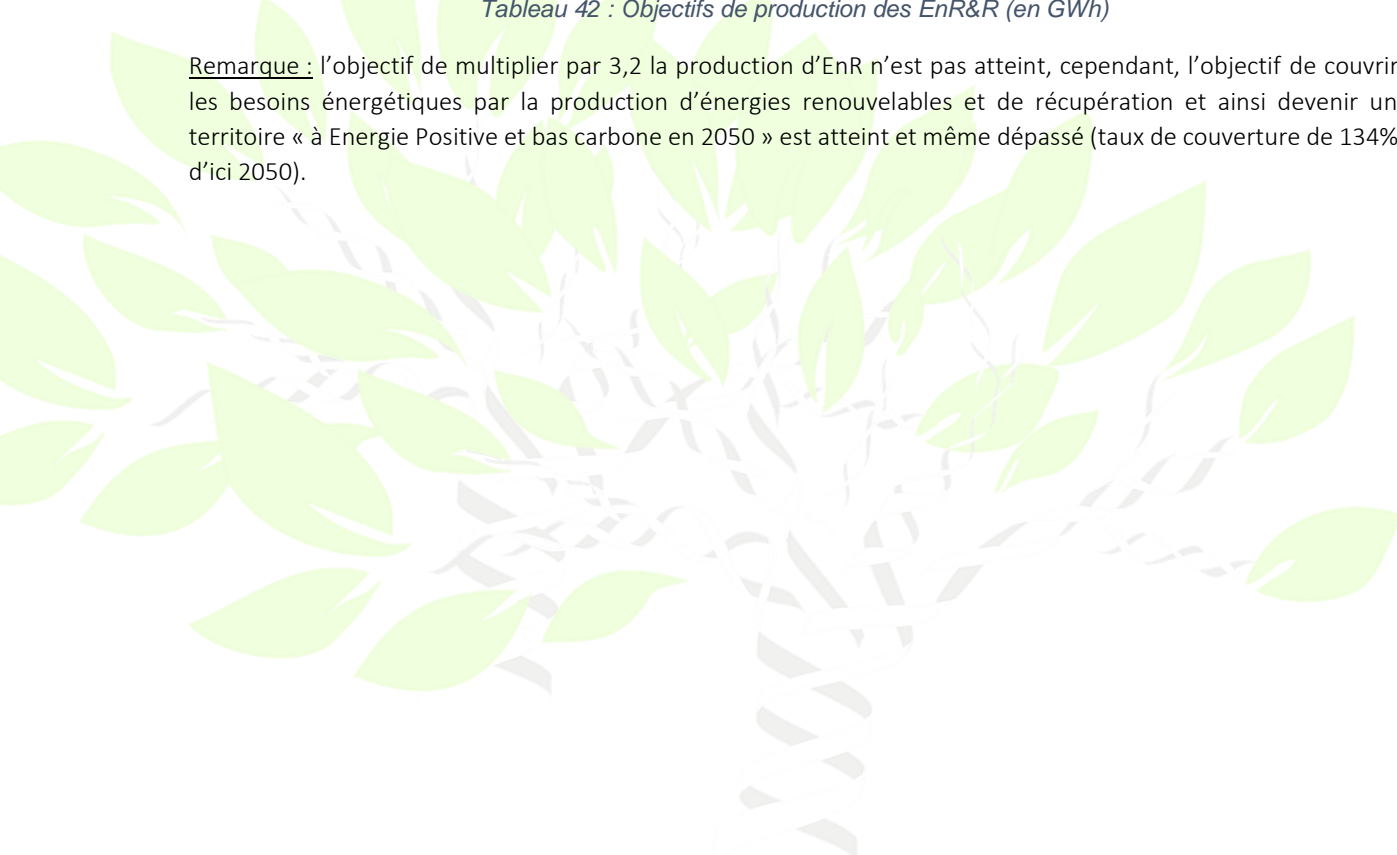 Tableau 42 : Objectifs de production des EnR&R (en GWh)
Remarque : l’objectif de multiplier par 3,2 la production d’EnR n’est pas atteint, cependant, l’objectif de couvrir
les besoins énergétiques par la production d’énergies renouvelables et de récupération et ainsi devenir un
territoire « à Energie Positive et bas carbone en 2050 » est atteint et même dépassé (taux de couverture de 134%
d’ici 2050).